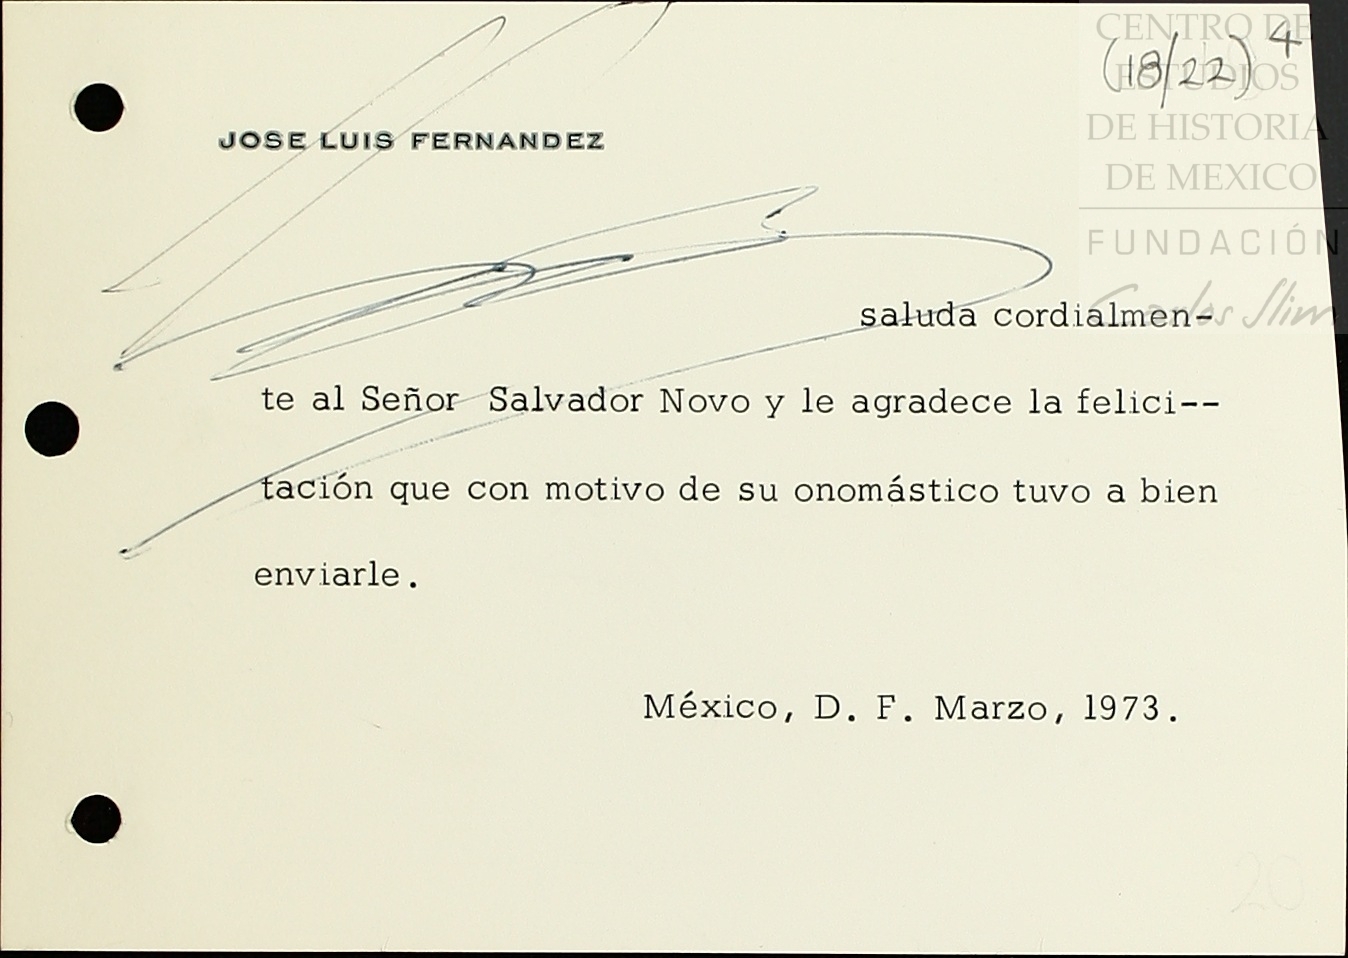 CENTRO DE
ESTUDIOS
DE HISTORIA
DE MEXICO
FUNDACIÓN
Carlos Slim
(18/22) 4
JOSE LUIS FERNANDEZ
saluda cordialmen-
te al Señor Salvador Novo y le agradece la felici--
tación que con motivo de su onomástico tuvo a bien
enviarle.
México, D. F. Marzo, 1973.
20